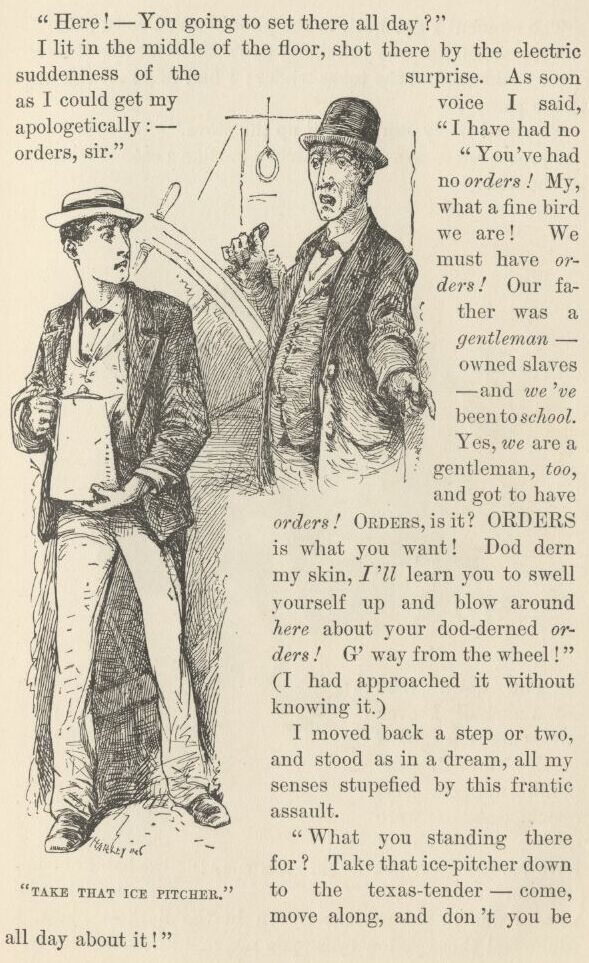 “ Here ! — You going to set there all day ? ”
I lit in the middle of the floor, shot there by the electric
suddenness of the surprise. As soon
as I could get my voice I said,
apologetically : — “ I have had no
orders, sir.”
“ You’ve had
no orders ! My,
what a fine bird
we are ! We
must have or-
ders ! Our fa-
ther was a
gentleman —
owned slaves
— and we ’ve
been to school.
Yes, we are a
gentleman, too,
and got to have
orders ! ORDERS, is it ? ORDERS
is what you want ! Dod dern
my skin, I ’ll learn you to swell
yourself up and blow around
here about your dod-derned or-
ders ! G’ way from the wheel ! ”
(I had approached it without
knowing it.)
I moved back a step or two,
and stood as in a dream, all my
senses stupefied by this frantic
assault.
“ What you standing there
for ? Take that ice-pitcher down
to the texas-tender — come,
move along, and don ’t you be
all day about it ! ”
“TAKE THAT ICE PITCHER.”